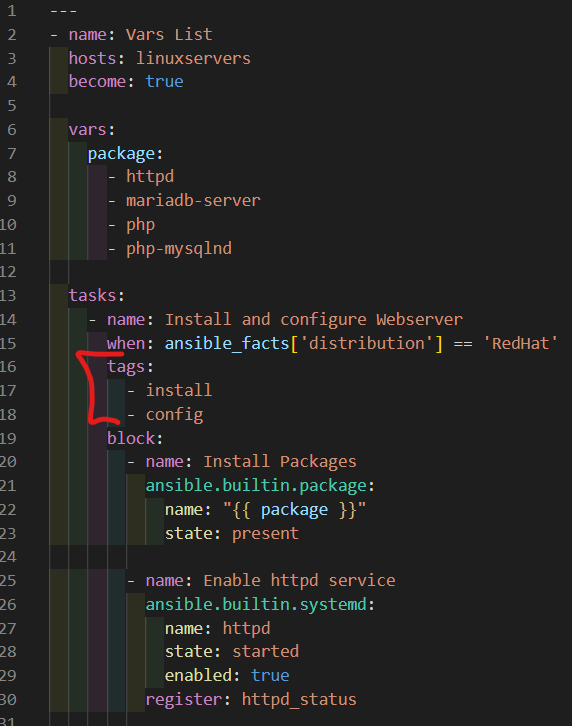 1 ---
2 - name: Vars List
3   hosts: linuxservers
4   become: true
5
6   vars:
7     package:
8       - httpd
9       - mariadb-server
10       - php
11       - php-mysqlnd
12
13   tasks:
14     - name: Install and configure Webserver
15       when: ansible_facts['distribution'] == 'RedHat'
16       tags:
17         - install
18         - config
19       block:
20         - name: Install Packages
21           ansible.builtin.package:
22             name: "{{ package }}"
23             state: present
24
25         - name: Enable httpd service
26           ansible.builtin.systemd:
27             name: httpd
28             state: started
29             enabled: true
30           register: httpd_status
31